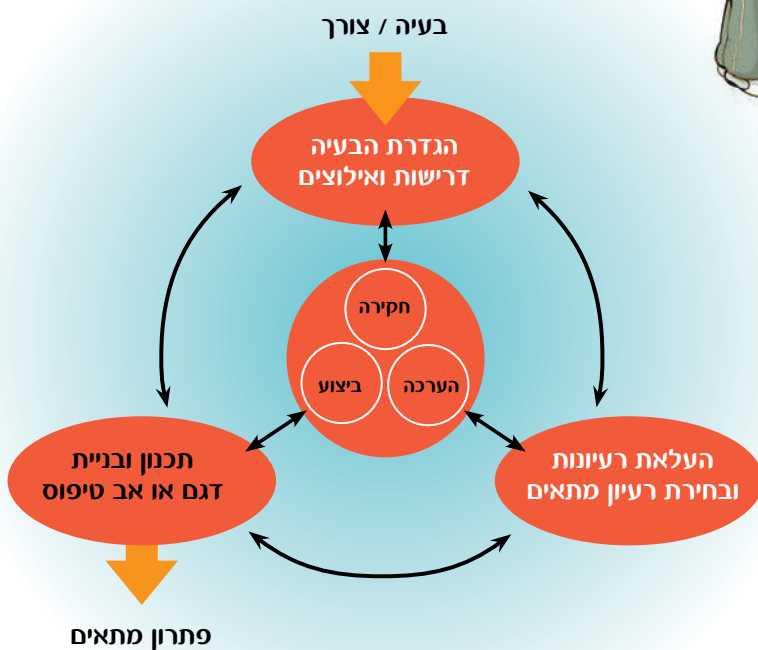 בעיה / צורך
הגדרת הבעיה
דרישות ואילוצים
חקירה
הערכה
ביצוע
העלאת רעיונות
ובחירת רעיון מתאים
תכנון ובניית
דגם או אב טיפוס
פתרון מתאים